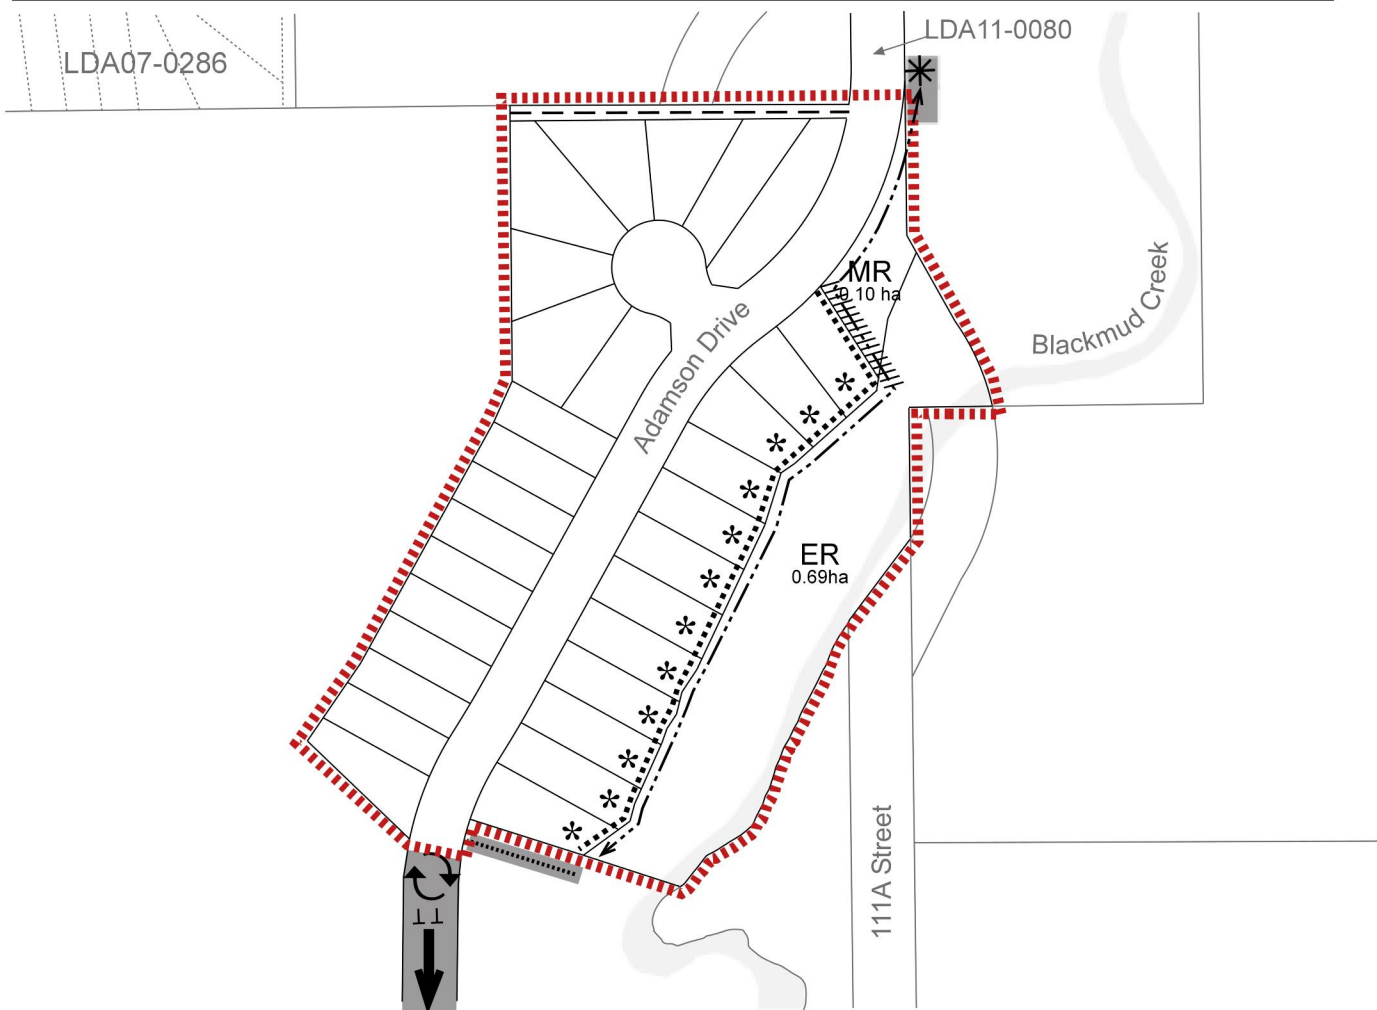 LDA11-0080
LDA07-0286
MR
0.10 ha
Blackmud Creek
Adamson Drive
ER
0.69ha
111A Street